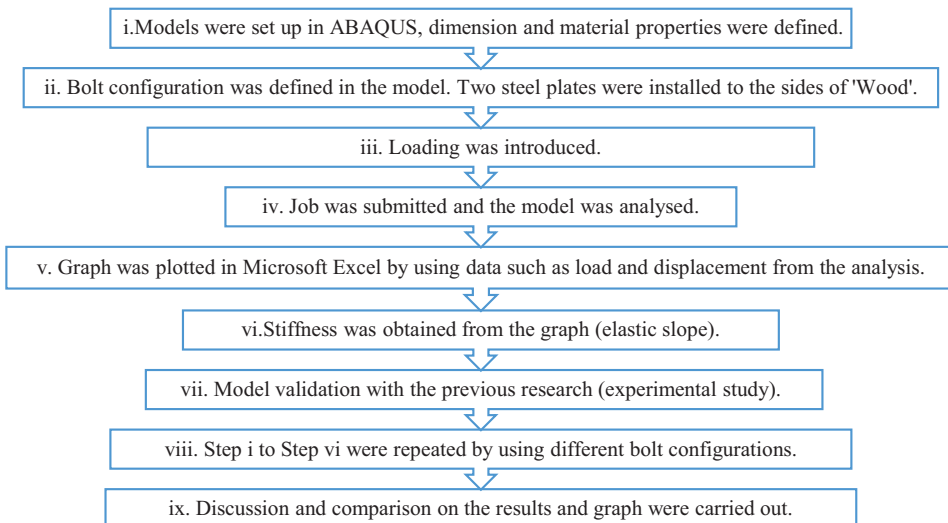 i.Models were set up in ABAQUS, dimension and material properties were defined.
ii. Bolt configuration was defined in the model. Two steel plates were installed to the sides of 'Wood'.
iii. Loading was introduced.
iv. Job was submitted and the model was analysed.
v. Graph was plotted in Microsoft Excel by using data such as load and displacement from the analysis.
vi.Stiffness was obtained from the graph (elastic slope).
vii. Model validation with the previous research (experimental study).
viii. Step i to Step vi were repeated by using different bolt configurations.
ix. Discussion and comparison on the results and graph were carried out.